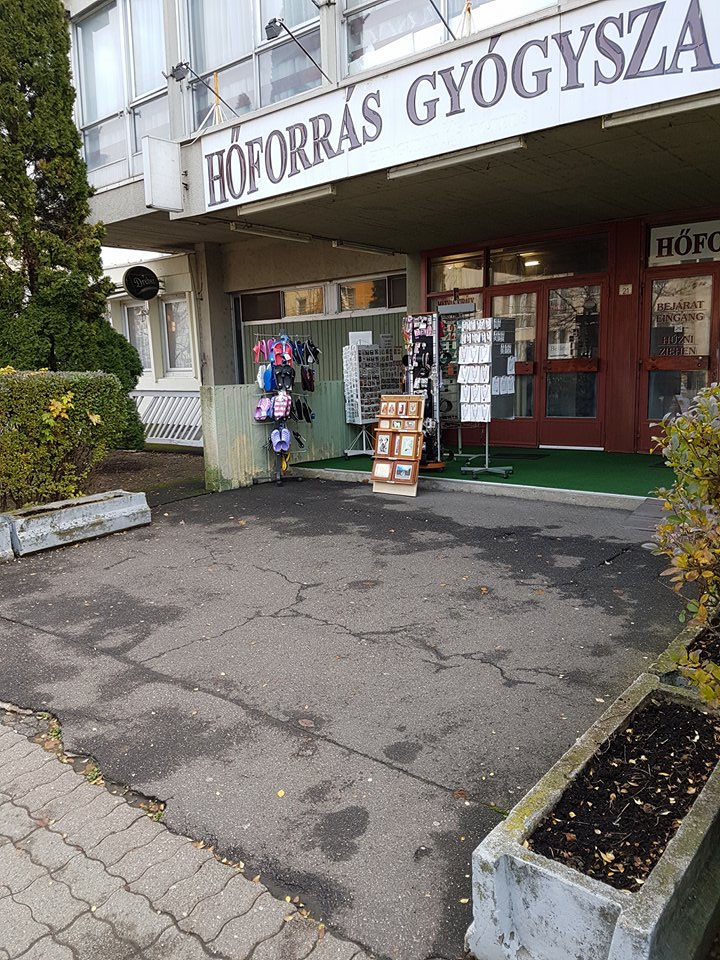 HŐFORRÁS GYÓGYSZA
HŐFO
21
BEJÁRAT
EINGANG
HÚZNI
ZIEHEN